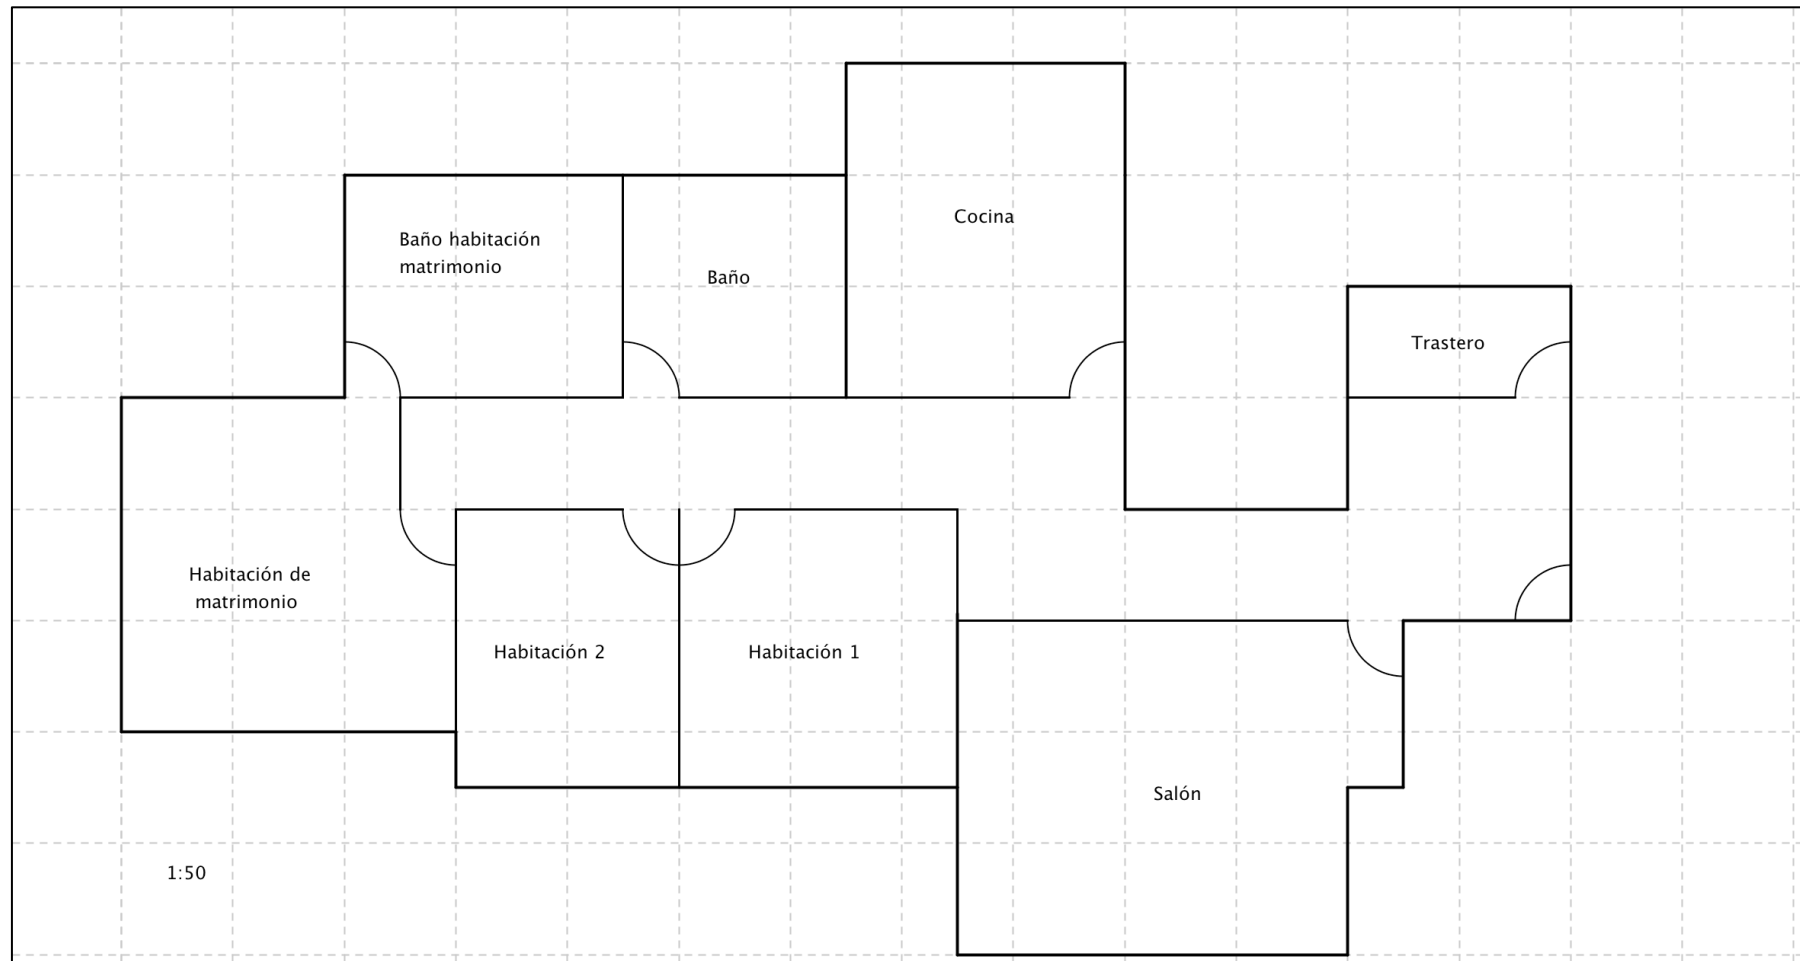 Cocina
Baño habitación
matrimonio
Baño
Trastero
Habitación de
matrimonio
Habitación 2
Habitación 1
Salón
1:50